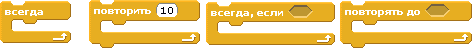 всегда
повторить 10
всегда, если
повторять до